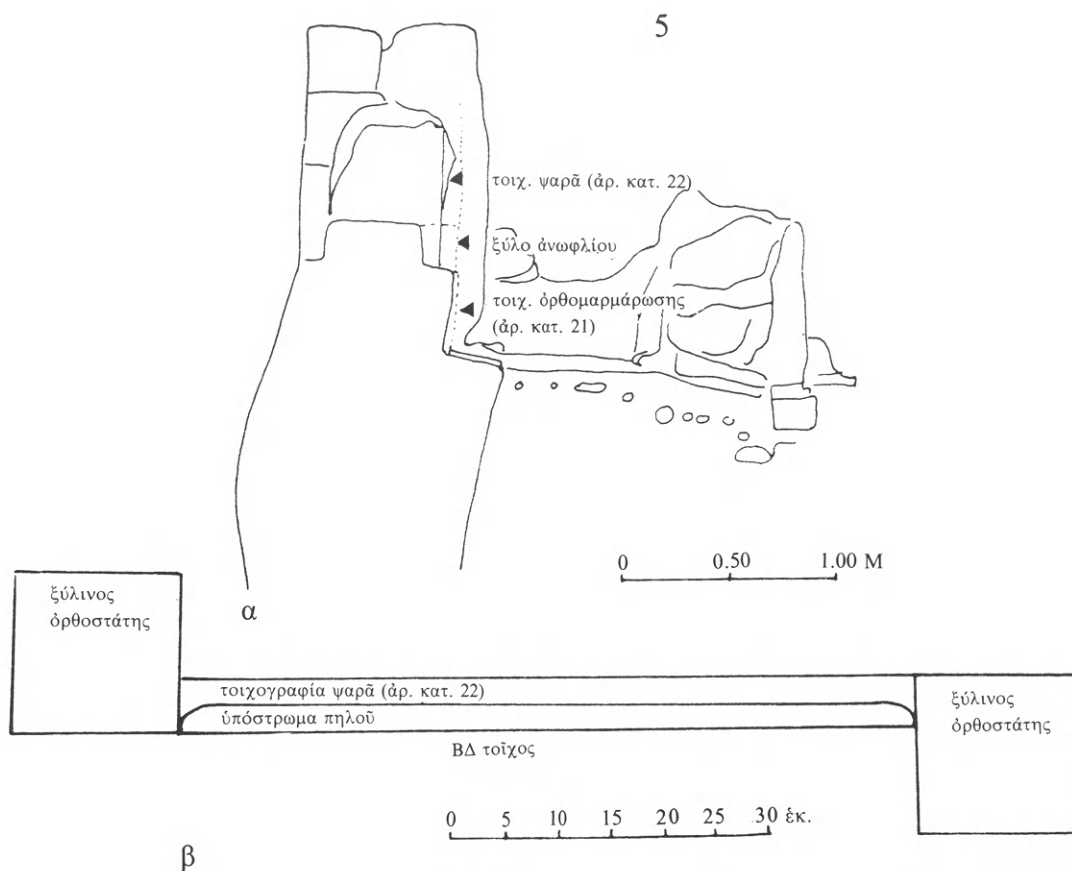 5
τοιχ. ψαρᾶ (ἀρ. κατ. 22)
ξύλο ἀνωφλίου
τοιχ. ὀρθομαρμάρωσης
(ἀρ. κατ. 21)
0 0.50 1.00 M
α
ξύλινος
ὀρθοστάτης
τοιχογραφία ψαρᾶ (ἀρ. κατ. 22)
ὑπόστρωμα πηλοῦ
ξύλινος
ὀρθοστάτης
ΒΔ τοῖχος
0 5 10 15 20 25 30 ἑκ.
β